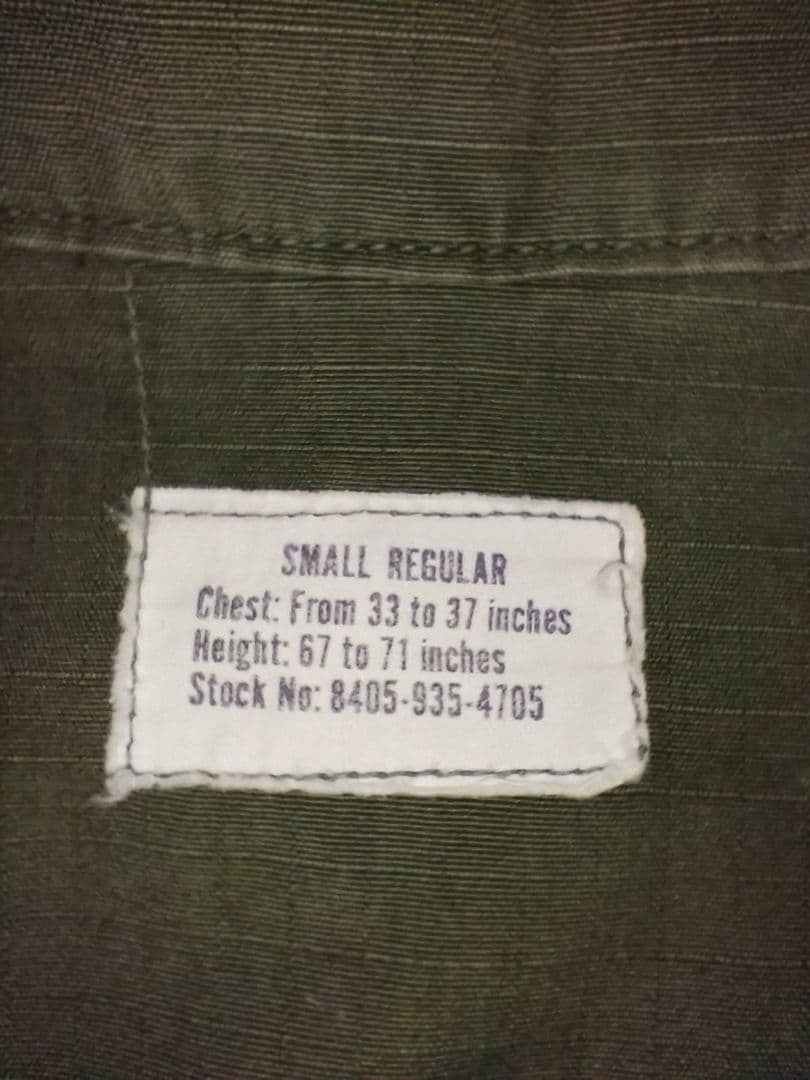 SMALL REGULAR
Chest: From 33 to 37 inches
Height: 67 to 71 inches
Stock No: 8405-935-4705